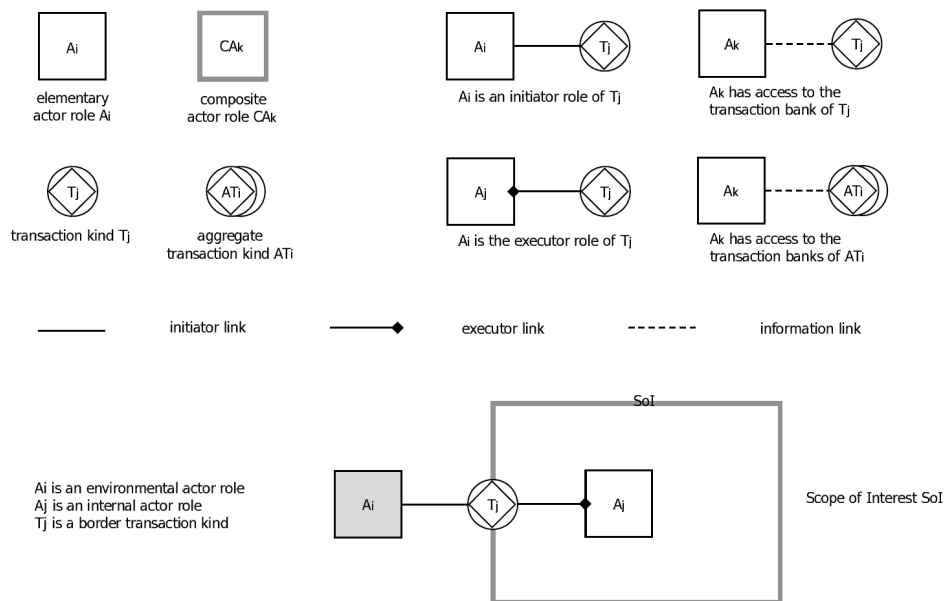 Ai
CAk
Ai
Tj
Ak
Tj
elementary
actor role Ai
composite
actor role CAk
Ai is an initiator role of Tj
Ak has access to the
transaction bank of Tj
Tj
ATi
Aj
Tj
Ak
ATi
transaction kind Tj
aggregate
transaction kind ATi
Ai is the executor role of Tj
Ak has access to the
transaction banks of ATi
initiator link
executor link
information link
SoI
Ai is an environmental actor role
Aj is an internal actor role
Tj is a border transaction kind
Ai
Tj
Aj
Scope of Interest SoI